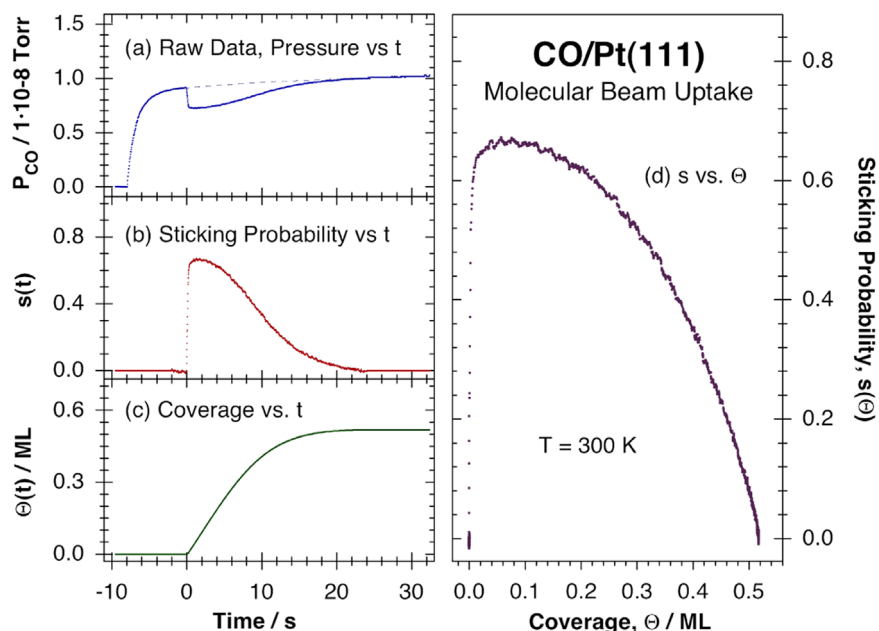 (a) Raw Data, Pressure vs t
P_CO / 1·10-8 Torr
1.5
1.0
0.5
0.0
(b) Sticking Probability vs t
s(t)
0.8
0.4
0.0
(c) Coverage vs. t
Θ(t) / ML
0.6
0.3
0.0
-10 0 10 20 30
Time / s
CO/Pt(111)
Molecular Beam Uptake
(d) s vs. Θ
T = 300 K
0.8
0.6
0.4
0.2
0.0
Sticking Probability, s(Θ)
0.0 0.1 0.2 0.3 0.4 0.5
Coverage, Θ / ML